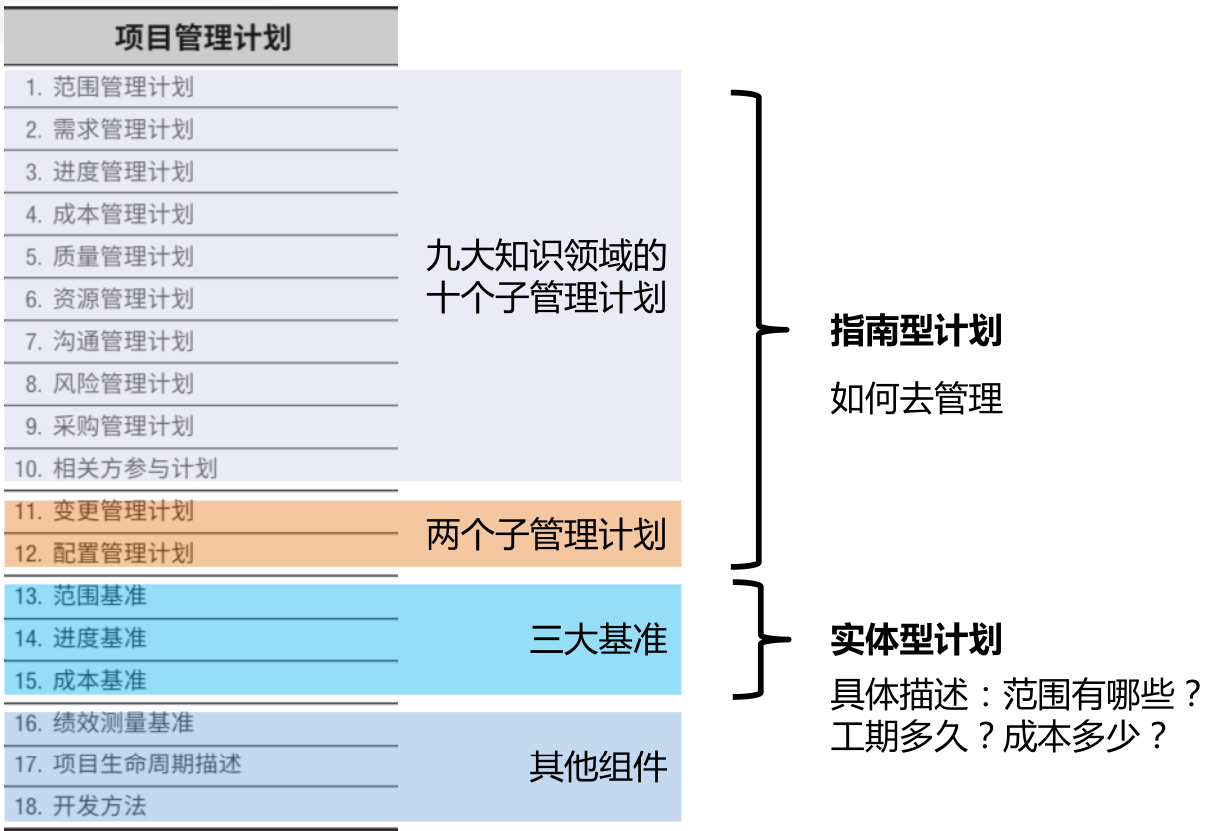 项目管理计划
1. 范围管理计划
2. 需求管理计划
3. 进度管理计划
4. 成本管理计划
5. 质量管理计划
6. 资源管理计划
7. 沟通管理计划
8. 风险管理计划
9. 采购管理计划
10. 相关方参与计划
11. 变更管理计划
12. 配置管理计划
13. 范围基准
14. 进度基准
15. 成本基准
16. 绩效测量基准
17. 项目生命周期描述
18. 开发方法
九大知识领域的
十个子管理计划
两个子管理计划
三大基准
其他组件
指南型计划
如何去管理
实体型计划
具体描述：范围有哪些？
工期多久？成本多少？